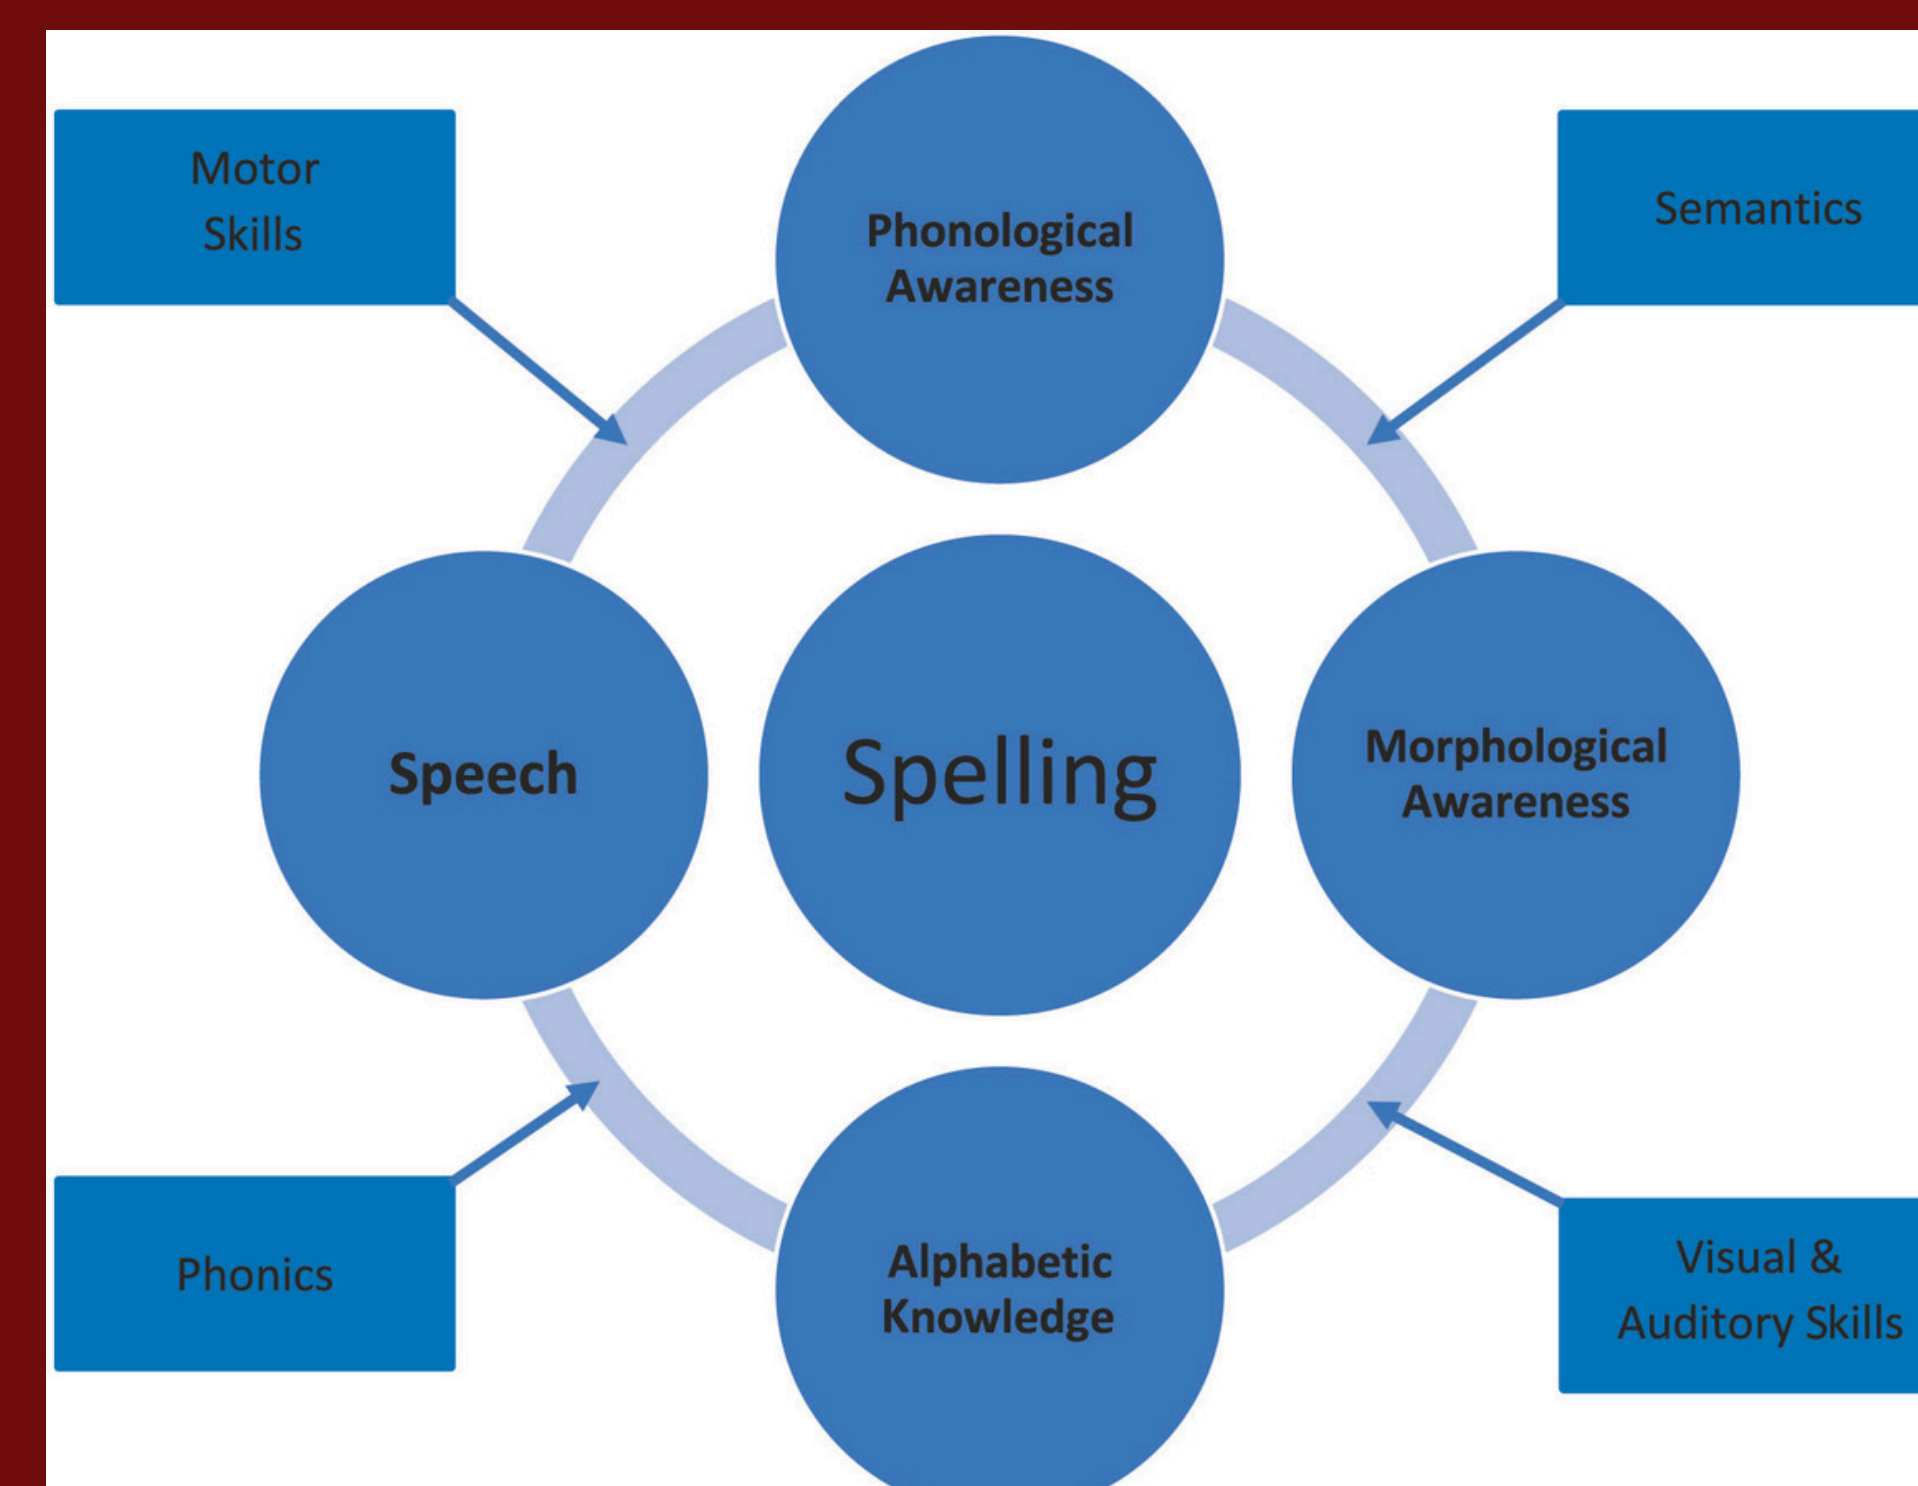 Motor
Skills
Phonological
Awareness
Semantics
Speech
Spelling
Morphological
Awareness
Phonics
Alphabetic
Knowledge
Visual &
Auditory Skills